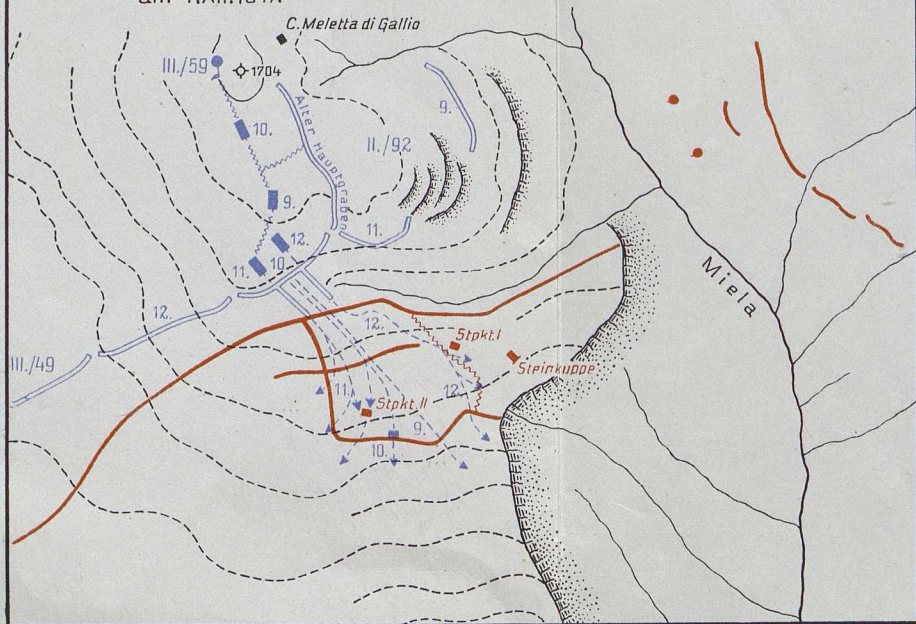 C. Meletta di Gallio
III./59
1704
10.
9.
Alter Hauptgraben
II./92
9.
12.
11.
11.
10.
12.
III./49
12.
Stpkt. I
Steinkuppe
Miela
11.
12.
Stpkt. II
9.
10.